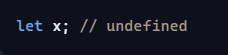 let x; // undefined